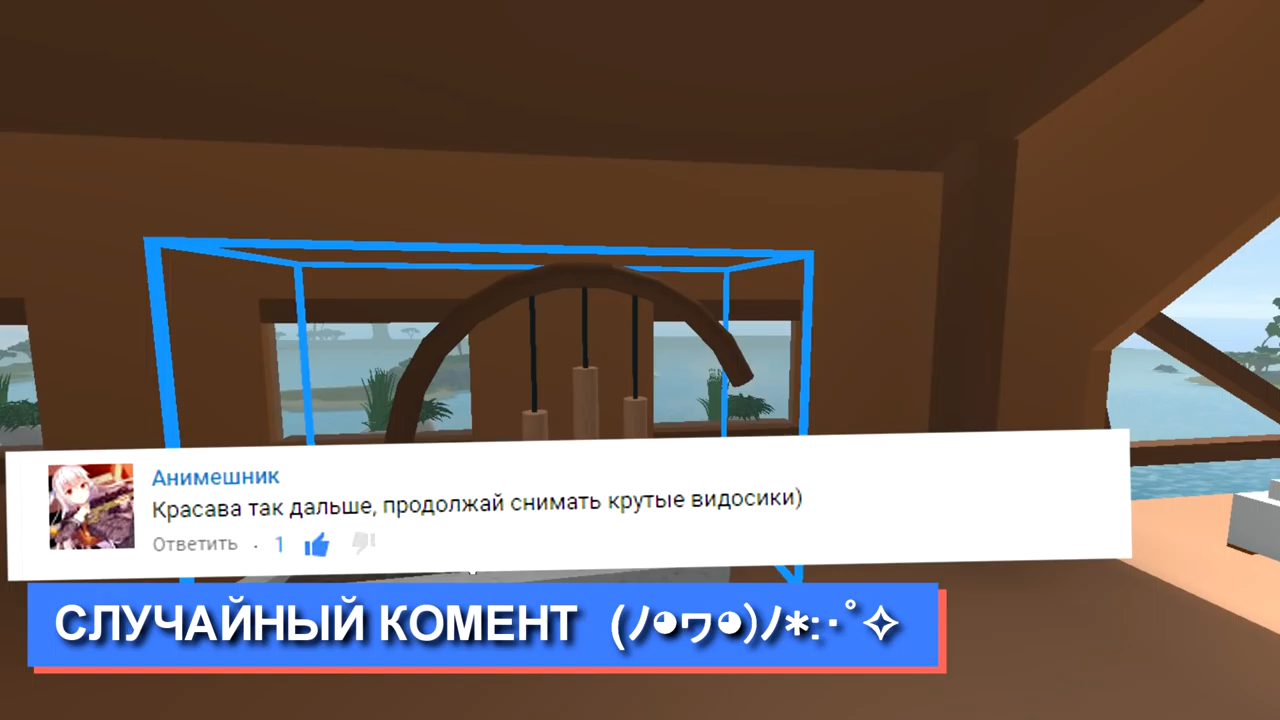 Анимешник
Красава так дальше, продолжай снимать крутые видосики)
Ответить · 1
СЛУЧАЙНЫЙ КОМЕНТ (ﾉ◕ヮ◕)ﾉ*:･ﾟ✧